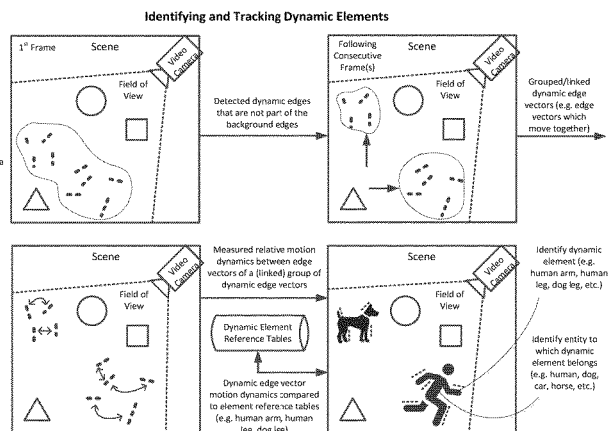 Identifying and Tracking Dynamic Elements
1st Frame
Scene
Video
Camera
Field of
View
Detected dynamic edges
that are not part of the
background edges
Following
Consecutive
Frame(s)
Scene
Video
Camera
Field of
View
Grouped/linked
dynamic edge
vectors (e.g. edge
vectors which
move together)
a
Scene
Video
Camera
Field of
View
Measured relative motion
dynamics between edge
vectors of a (linked) group of
dynamic edge vectors
Dynamic Element
Reference Tables
Dynamic edge vector
motion dynamics compared
to element reference tables
(e.g. human arm, human
leg, dog leg)
Scene
Video
Camera
Field of
View
Identify dynamic
element (e.g.
human arm, human
leg, dog leg, etc.)
Identify entity to
which dynamic
element belongs
(e.g. human, dog,
car, horse, etc.)